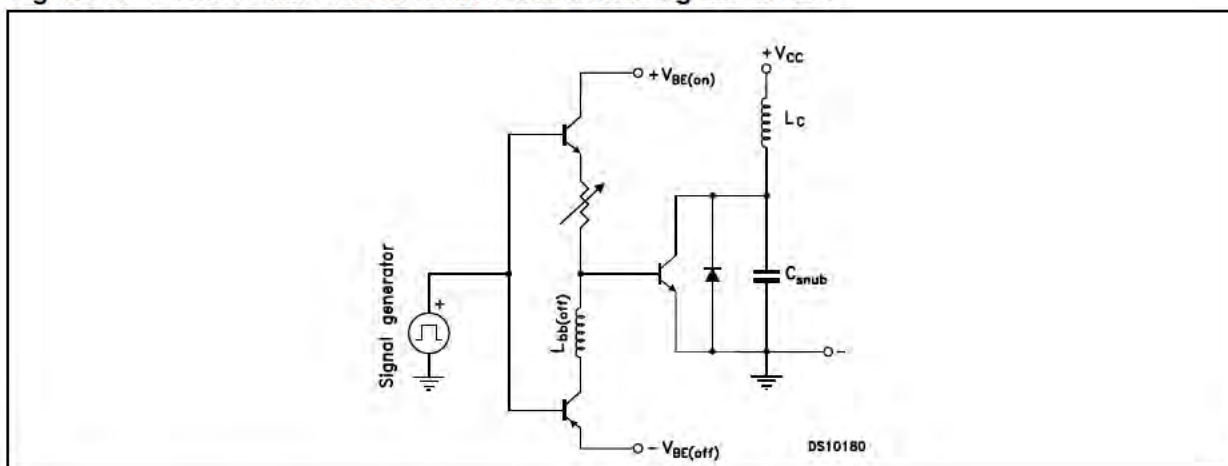 +VBE(on)
+VCC
LC
Signal generator
+
Lbb(off)
Csnub
-
-VBE(off)
DS10180